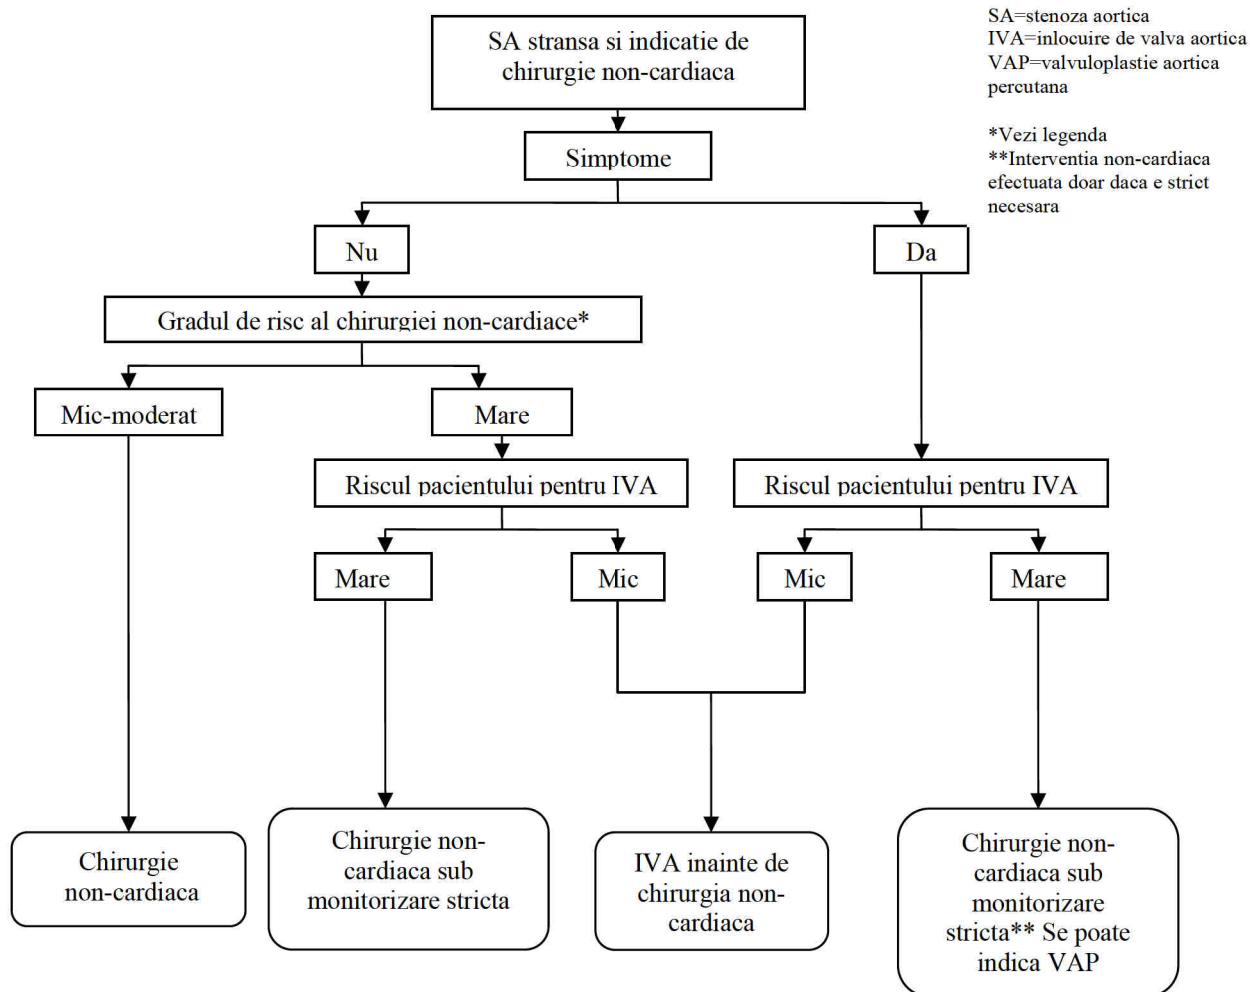 SA stransa si indicatie de
chirurgie non-cardiaca
SA=stenoza aortica
IVA=inlocuire de valva aortica
VAP=valvuloplastie aortica
percutana
*Vezi legenda
**Interventia non-cardiaca
efectuata doar daca e strict
necesara
Simptome
Nu
Da
Gradul de risc al chirurgiei non-cardiace*
Mic-moderat
Mare
Riscul pacientului pentru IVA
Riscul pacientului pentru IVA
Mare
Mic
Mic
Mare
Chirurgie
non-cardiaca
Chirurgie non-
cardiaca sub
monitorizare stricta
IVA inainte de
chirurgia non-
cardiaca
Chirurgie non-
cardiaca sub
monitorizare
stricta** Se poate
indica VAP